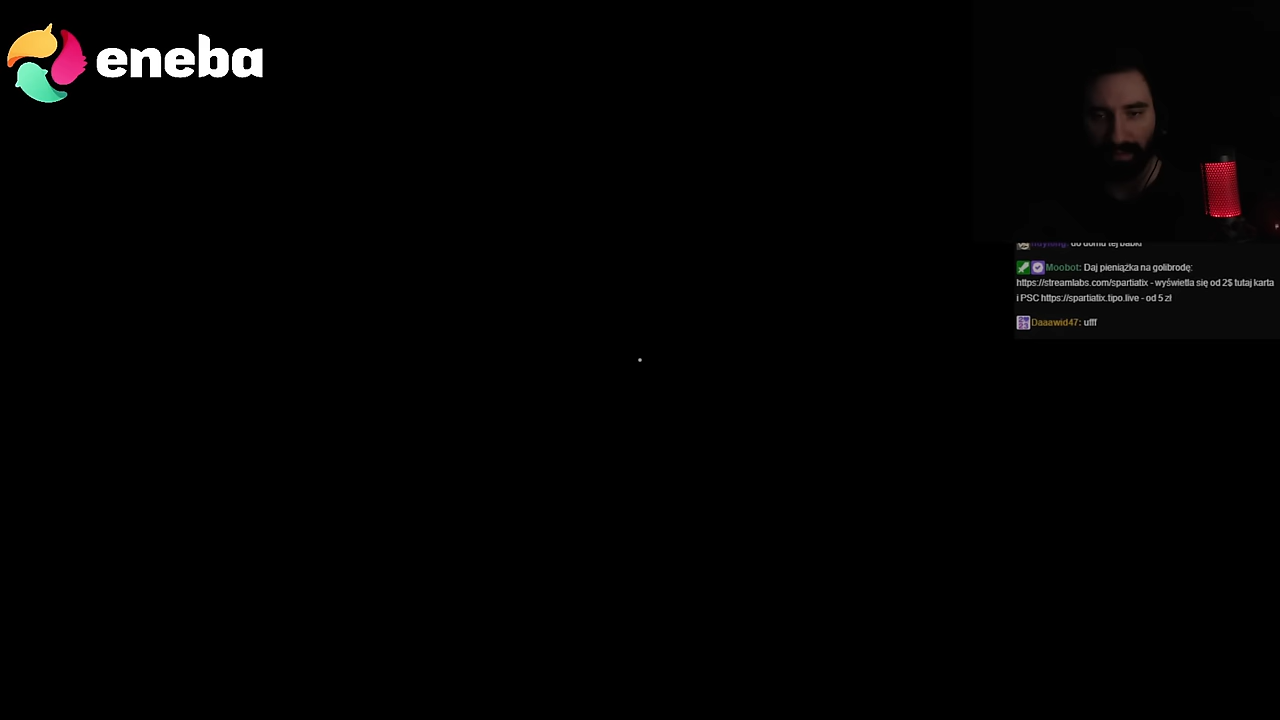 eneba
do domu tej babki
Moobot: Daj pieniążka na golibrodę:
https://streamlabs.com/spartiatix - wyświetla się od 2$ tutaj karta
i PSC https://spartiatix.tipo.live - od 5 zł
Daaawid47: ufff